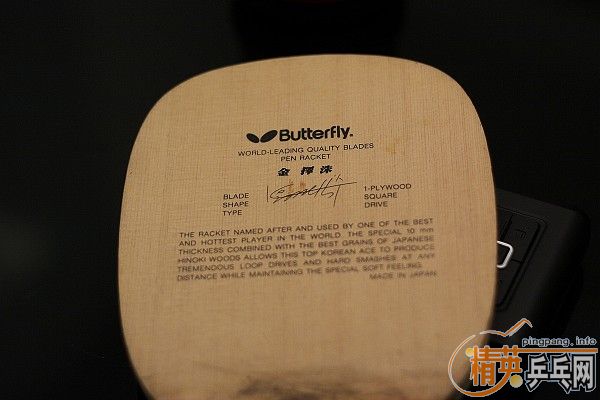 Butterfly.
WORLD-LEADING QUALITY BLADES
PEN RACKET
金擇洙
BLADE 1-PLYWOOD
SHAPE SQUARE
TYPE DRIVE
THE RACKET NAMED AFTER AND USED BY ONE OF THE BEST
AND HOTTEST PLAYER IN THE WORLD. THE SPECIAL 10 mm
THICKNESS COMBINED WITH THE BEST GRAINS OF JAPANESE
HINOKI WOODS ALLOWS THIS TOP KOREAN ACE TO PRODUCE
TREMENDOUS LOOP DRIVES AND HARD SMASHES AT ANY
DISTANCE WHILE MAINTAINING THE SPECIAL SOFT FEELING.
MADE IN JAPAN
pingpang.info
精英乒乓网